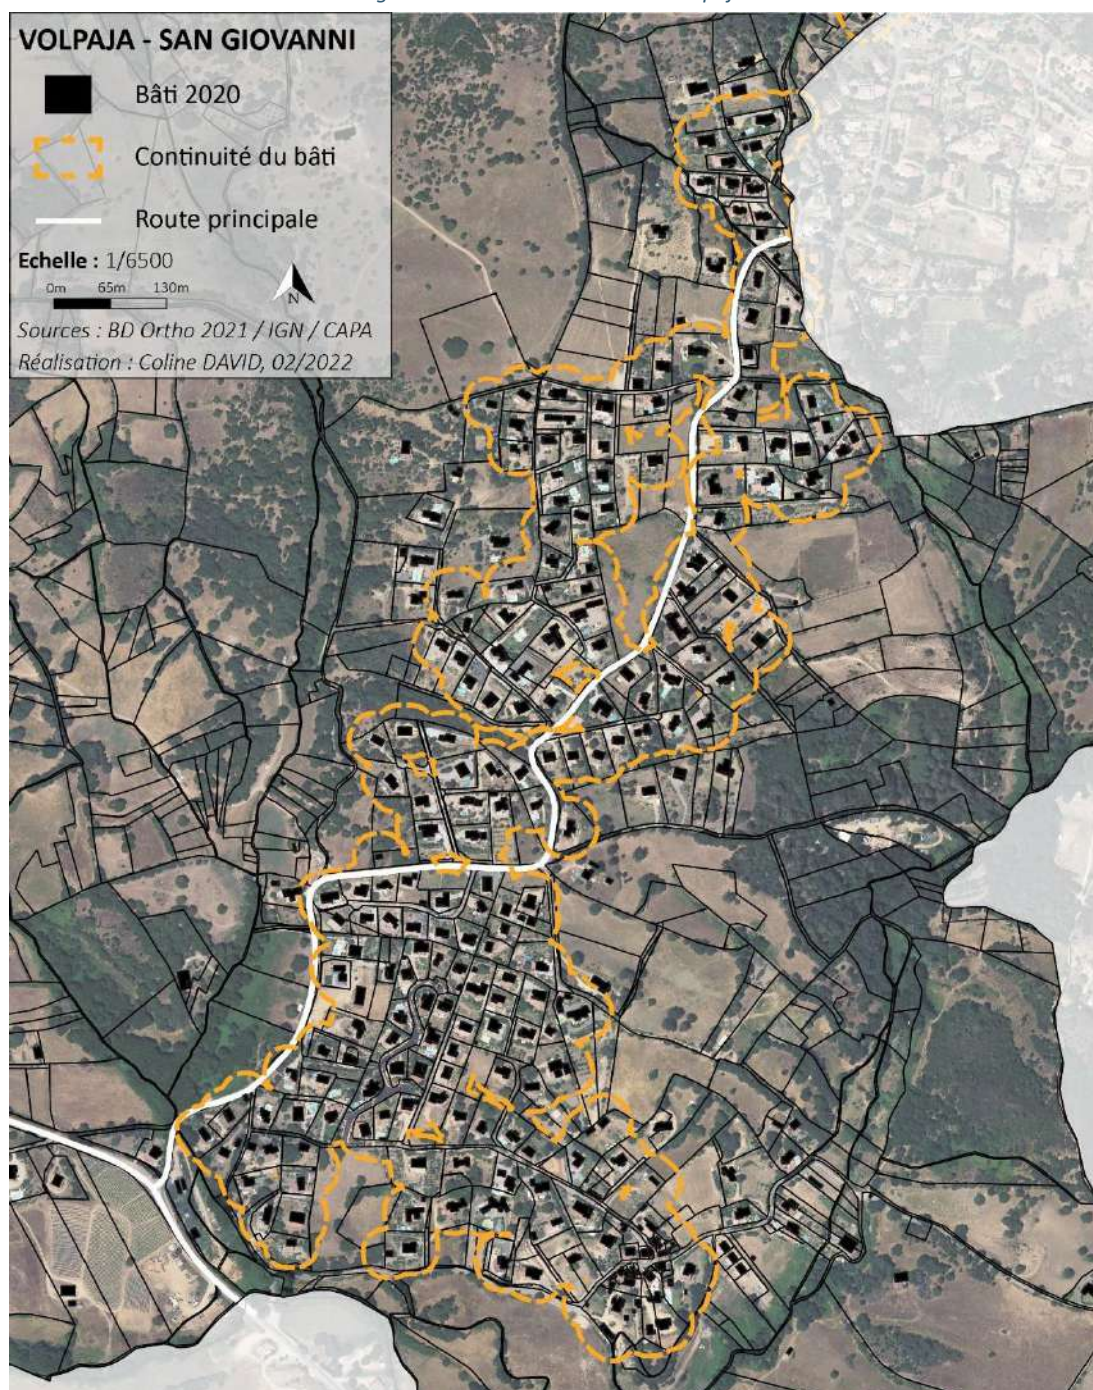 VOLPAJA - SAN GIOVANNI
Bâti 2020
Continuité du bâti
Route principale
Echelle : 1/6500
0m 65m 130m
N
Sources : BD Ortho 2021 / IGN / CAPA
Réalisation : Coline DAVID, 02/2022